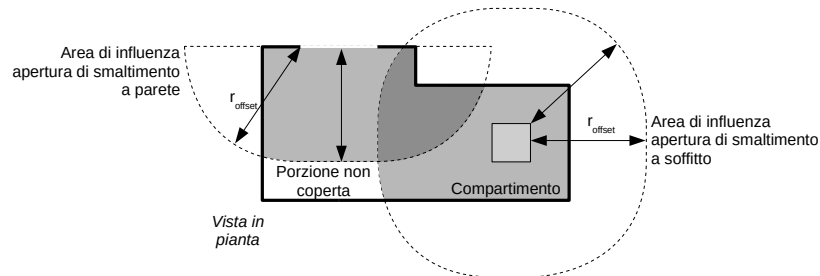 Area di influenza
apertura di smaltimento
a parete
r offset
r offset
Area di influenza
apertura di smaltimento
a soffitto
Porzione non
coperta
Compartimento
Vista in
pianta